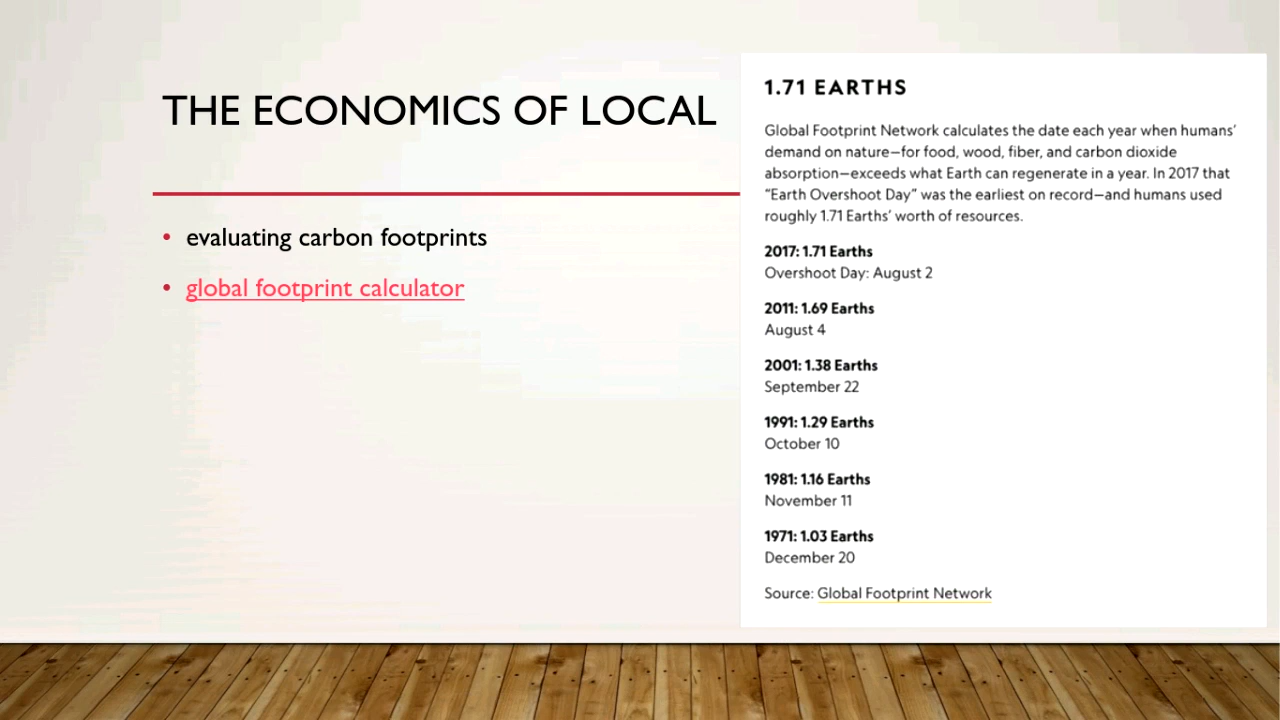 THE ECONOMICS OF LOCAL
• evaluating carbon footprints
• global footprint calculator
1.71 EARTHS
Global Footprint Network calculates the date each year when humans’
demand on nature—for food, wood, fiber, and carbon dioxide
absorption—exceeds what Earth can regenerate in a year. In 2017 that
“Earth Overshoot Day” was the earliest on record—and humans used
roughly 1.71 Earths’ worth of resources.
2017: 1.71 Earths
Overshoot Day: August 2
2011: 1.69 Earths
August 4
2001: 1.38 Earths
September 22
1991: 1.29 Earths
October 10
1981: 1.16 Earths
November 11
1971: 1.03 Earths
December 20
Source: Global Footprint Network